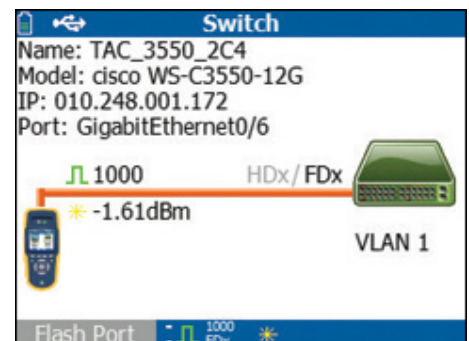 Switch
Name: TAC_3550_2C4
Model: cisco WS-C3550-12G
IP: 010.248.001.172
Port: GigabitEthernet0/6
1000 HDx/FDx
-1.61dBm
VLAN 1
Flash Port 1000
FDx